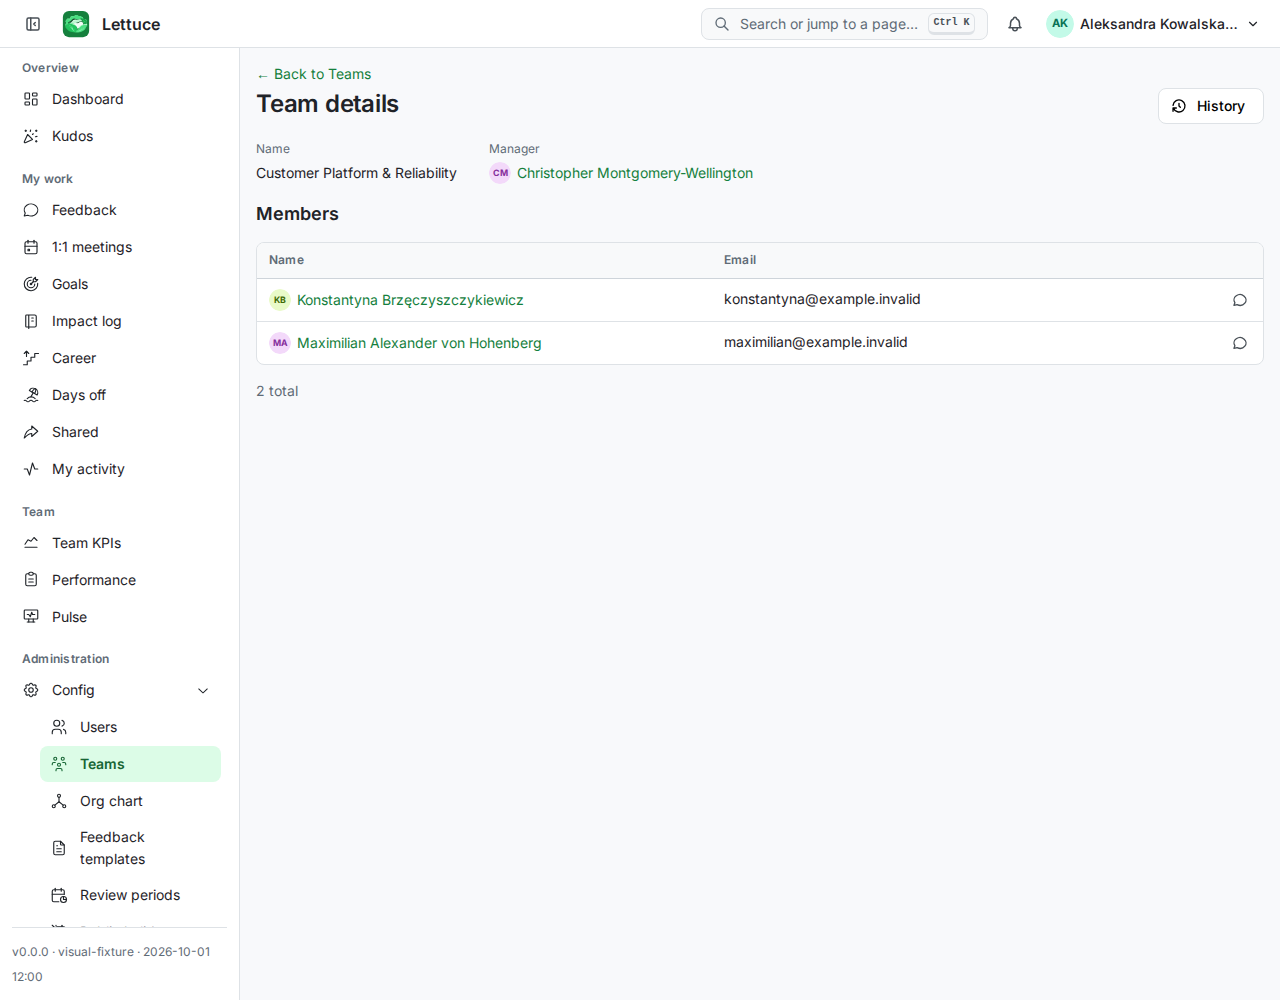 Lettuce
Search or jump to a page...
Ctrl K
AK
Aleksandra Kowalska...
Overview
Dashboard
Kudos
My work
Feedback
1:1 meetings
Goals
Impact log
Career
Days off
Shared
My activity
Team
Team KPIs
Performance
Pulse
Administration
Config
Users
Teams
Org chart
Feedback
templates
Review periods
v0.0.0 · visual-fixture · 2026-10-01
12:00
← Back to Teams
Team details
History
Name
Customer Platform & Reliability
Manager
CM Christopher Montgomery-Wellington
Members
Name Email
KB Konstantyna Brzęczyszczykiewicz konstantyna@example.invalid
MA Maximilian Alexander von Hohenberg maximilian@example.invalid
2 total